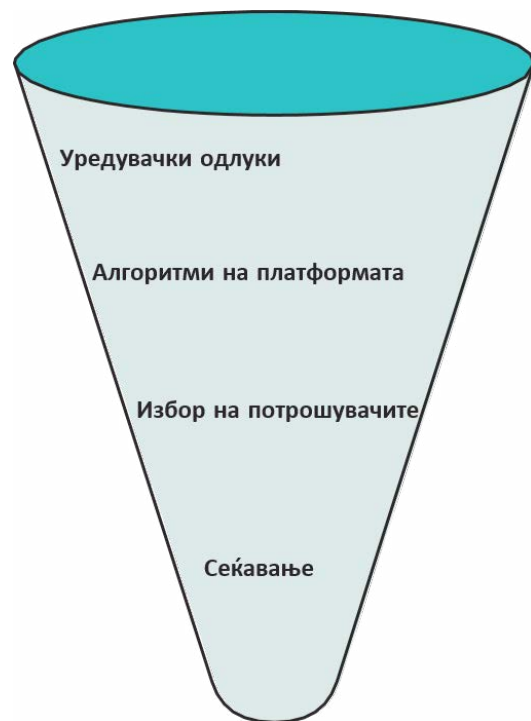 Уредувачки одлуки
Алгоритми на платформата
Избор на потрошувачите
Сеќавање